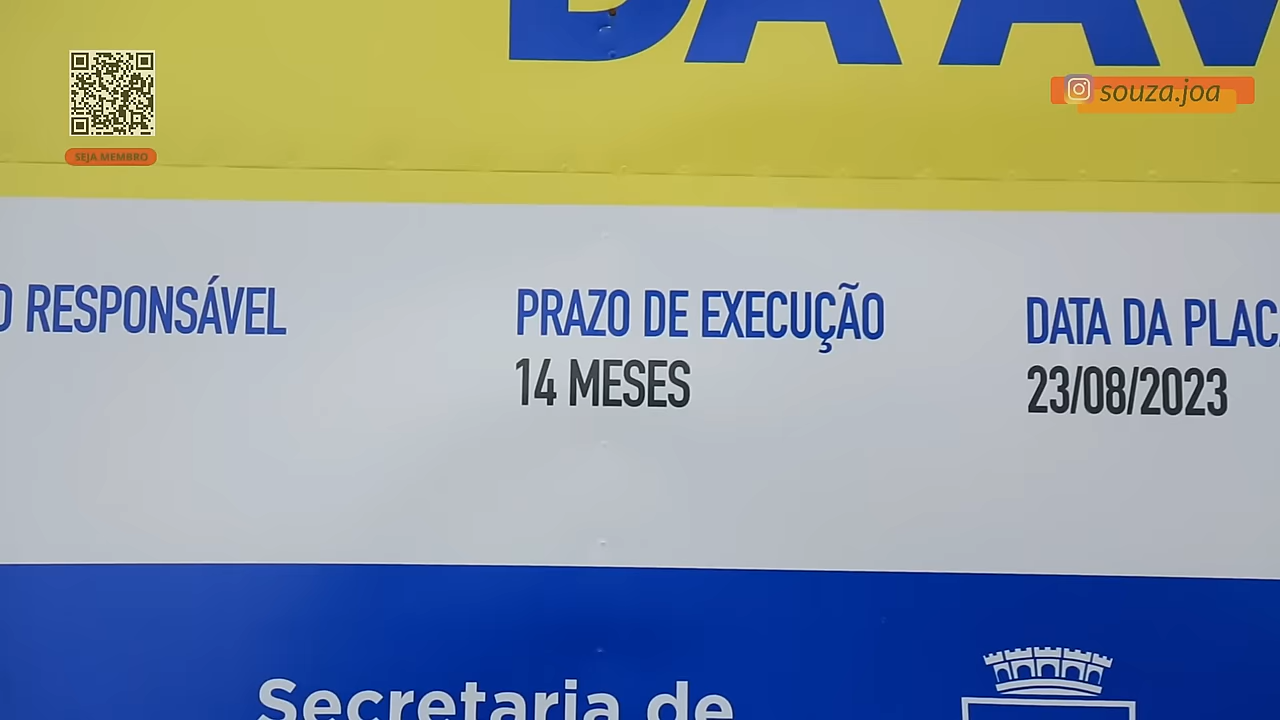 DA AV
souza.joa
SEJA MEMBRO
O RESPONSÁVEL
PRAZO DE EXECUÇÃO
14 MESES
DATA DA PLACA
23/08/2023
Secretaria de